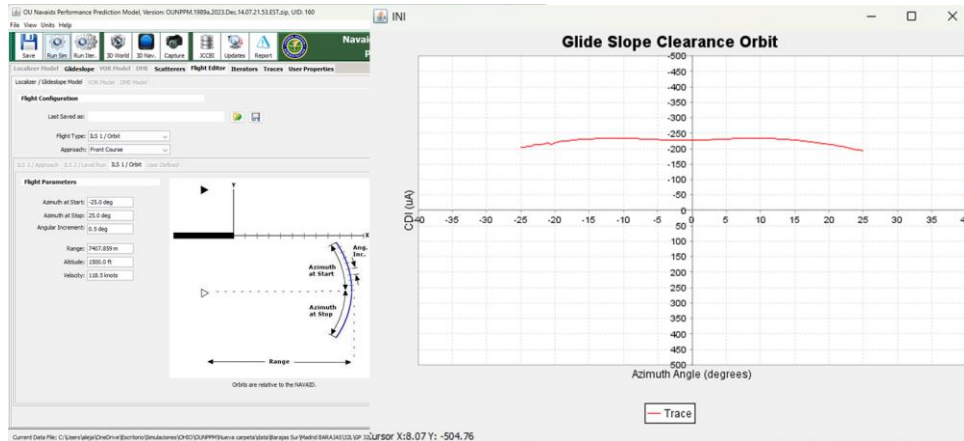 OU Navaids Performance Prediction Model, Version: OUNPPM.1989a.2023.Dec.14.07.21.53.EST.zip, UID: 160
File View Units Help
Save Run Sim Run Iter. 3D World 3D Nav. Capture JCCBI Updates Report
Localizer Model Glideslope VOR Model DME Scatterers Flight Editor Iterators Traces User Properties
Localizer / Glideslope Model VOR Model DME Model
Flight Configuration
Last Saved as:
Flight Type: ILS 1 / Orbit
Approach: Front Course
ILS 3 / Approach ILS 2 / Level Run ILS 1 / Orbit User Defined
Flight Parameters
Azimuth at Start: -25.0 deg
Azimuth at Stop: 25.0 deg
Angular Increment: 0.5 deg
Range: 7407.859 m
Altitude: 1500.0 ft
Velocity: 118.5 knots
Y
X
Ang. Inc.
Azimuth at Start
Azimuth at Stop
Range
Orbits are relative to the NAVAID.
INI
Glide Slope Clearance Orbit
-500
-450
-400
-350
-300
-250
-200
-150
-100
-50
0
50
100
150
200
250
300
350
400
450
500
CDI (uA)
-40 -35 -30 -25 -20 -15 -10 -5 0 5 10 15 20 25 30 35
Azimuth Angle (degrees)
Trace
Cursor X:8.07 Y: -504.76